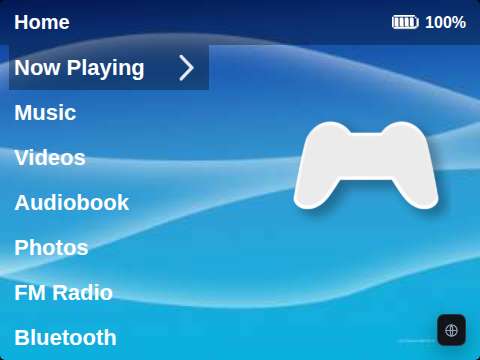 Home
100%
Now Playing
Music
Videos
Audiobook
Photos
FM Radio
Bluetooth